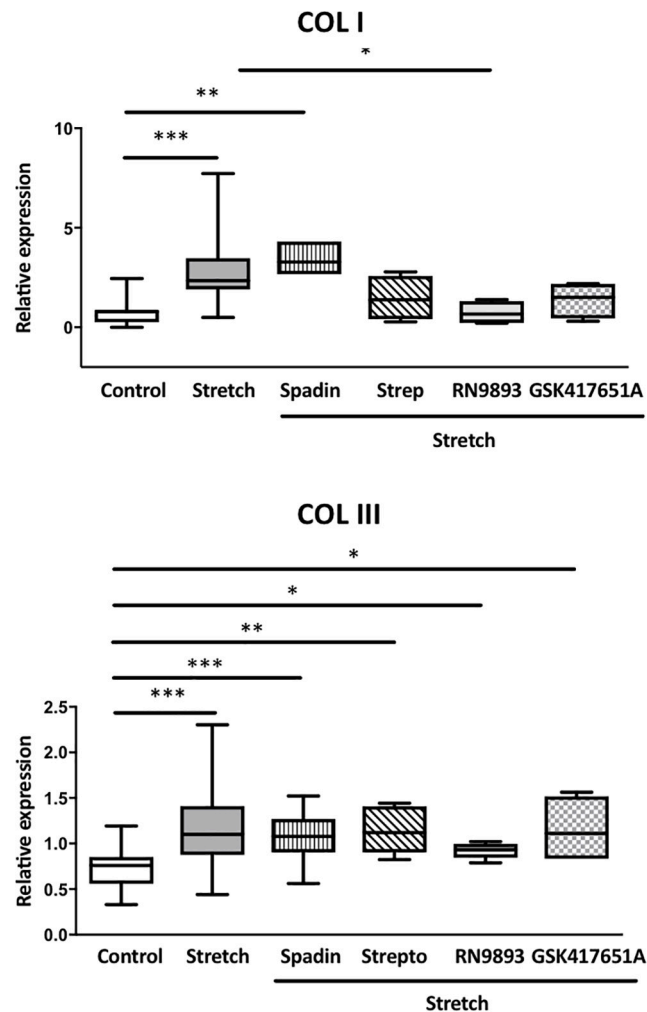 COL I
*
**
***
10
5
0
Relative expression
Control Stretch Spadin Strep RN9893 GSK417651A
Stretch
COL III
*
*
**
***
***
2.5
2.0
1.5
1.0
0.5
0.0
Relative expression
Control Stretch Spadin Strepto RN9893 GSK417651A
Stretch